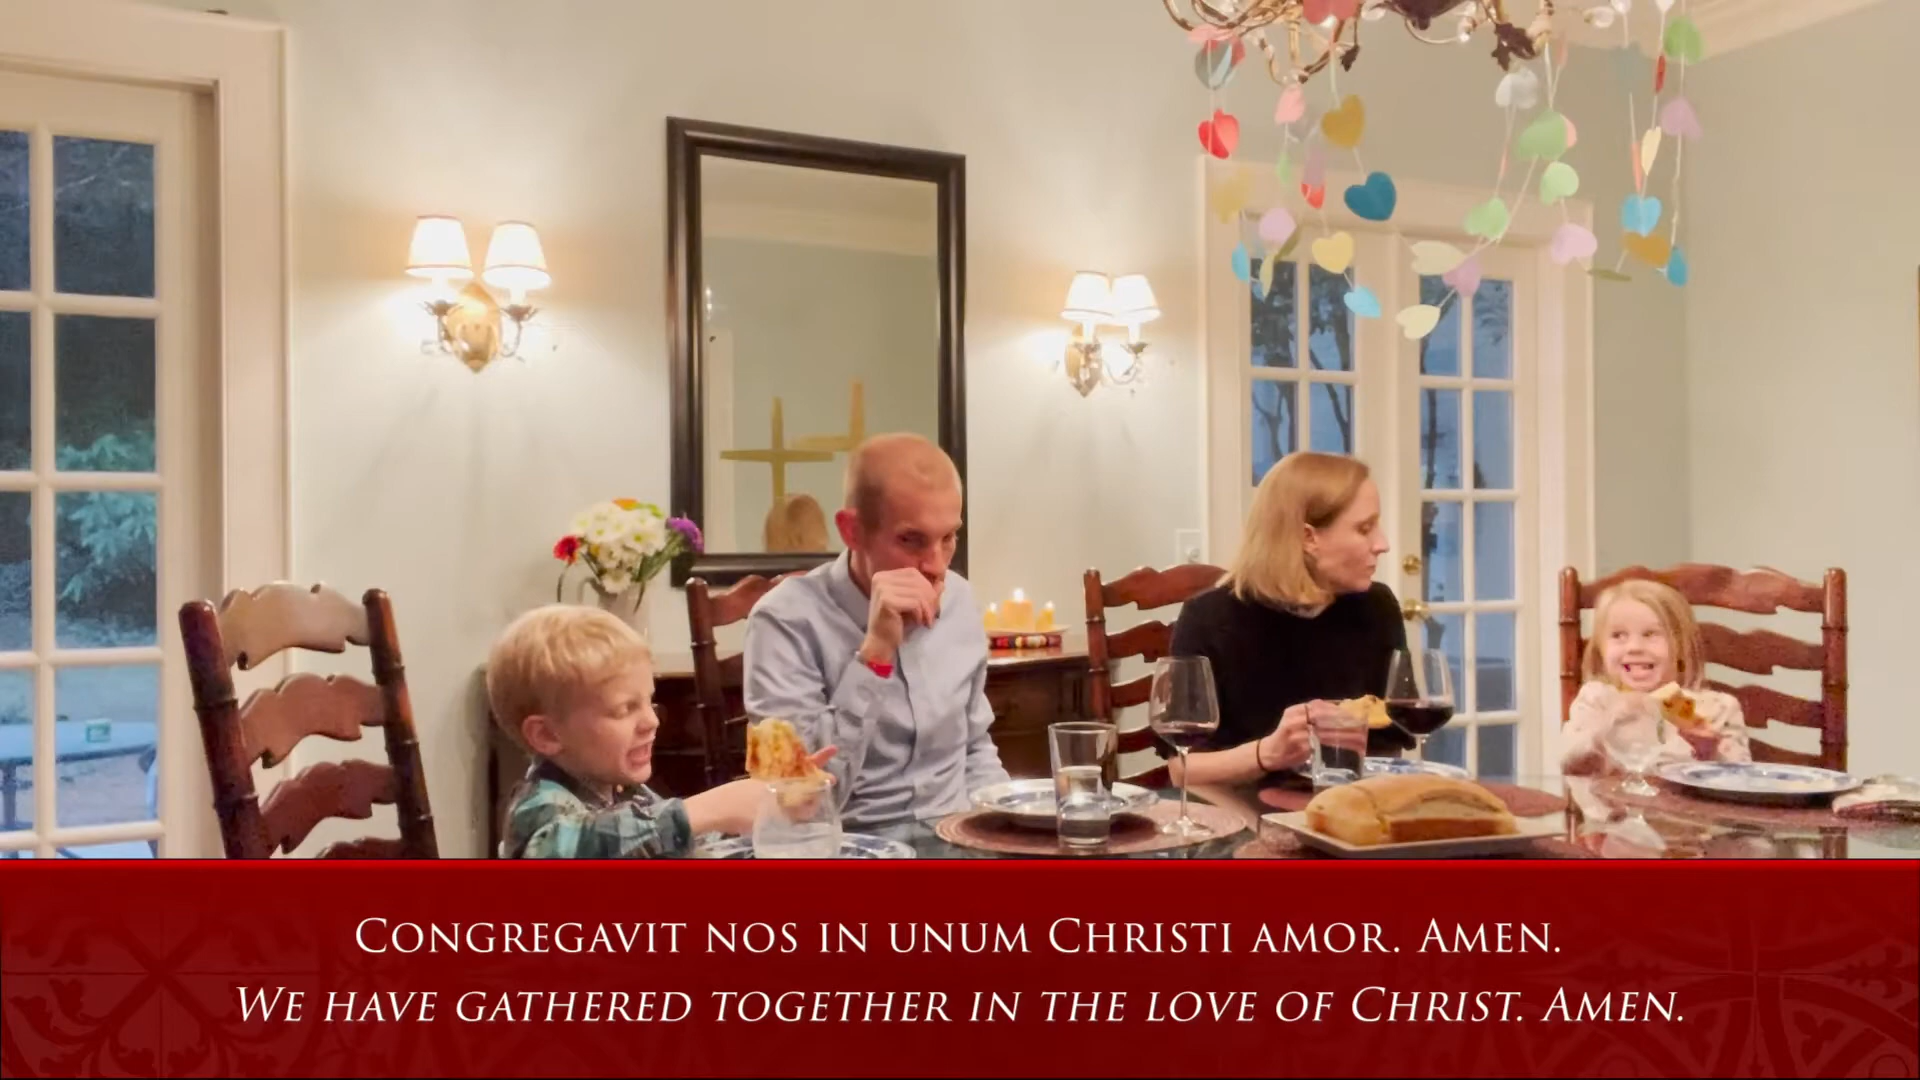 Congregavit nos in unum Christi amor. Amen.
We have gathered together in the love of Christ. Amen.